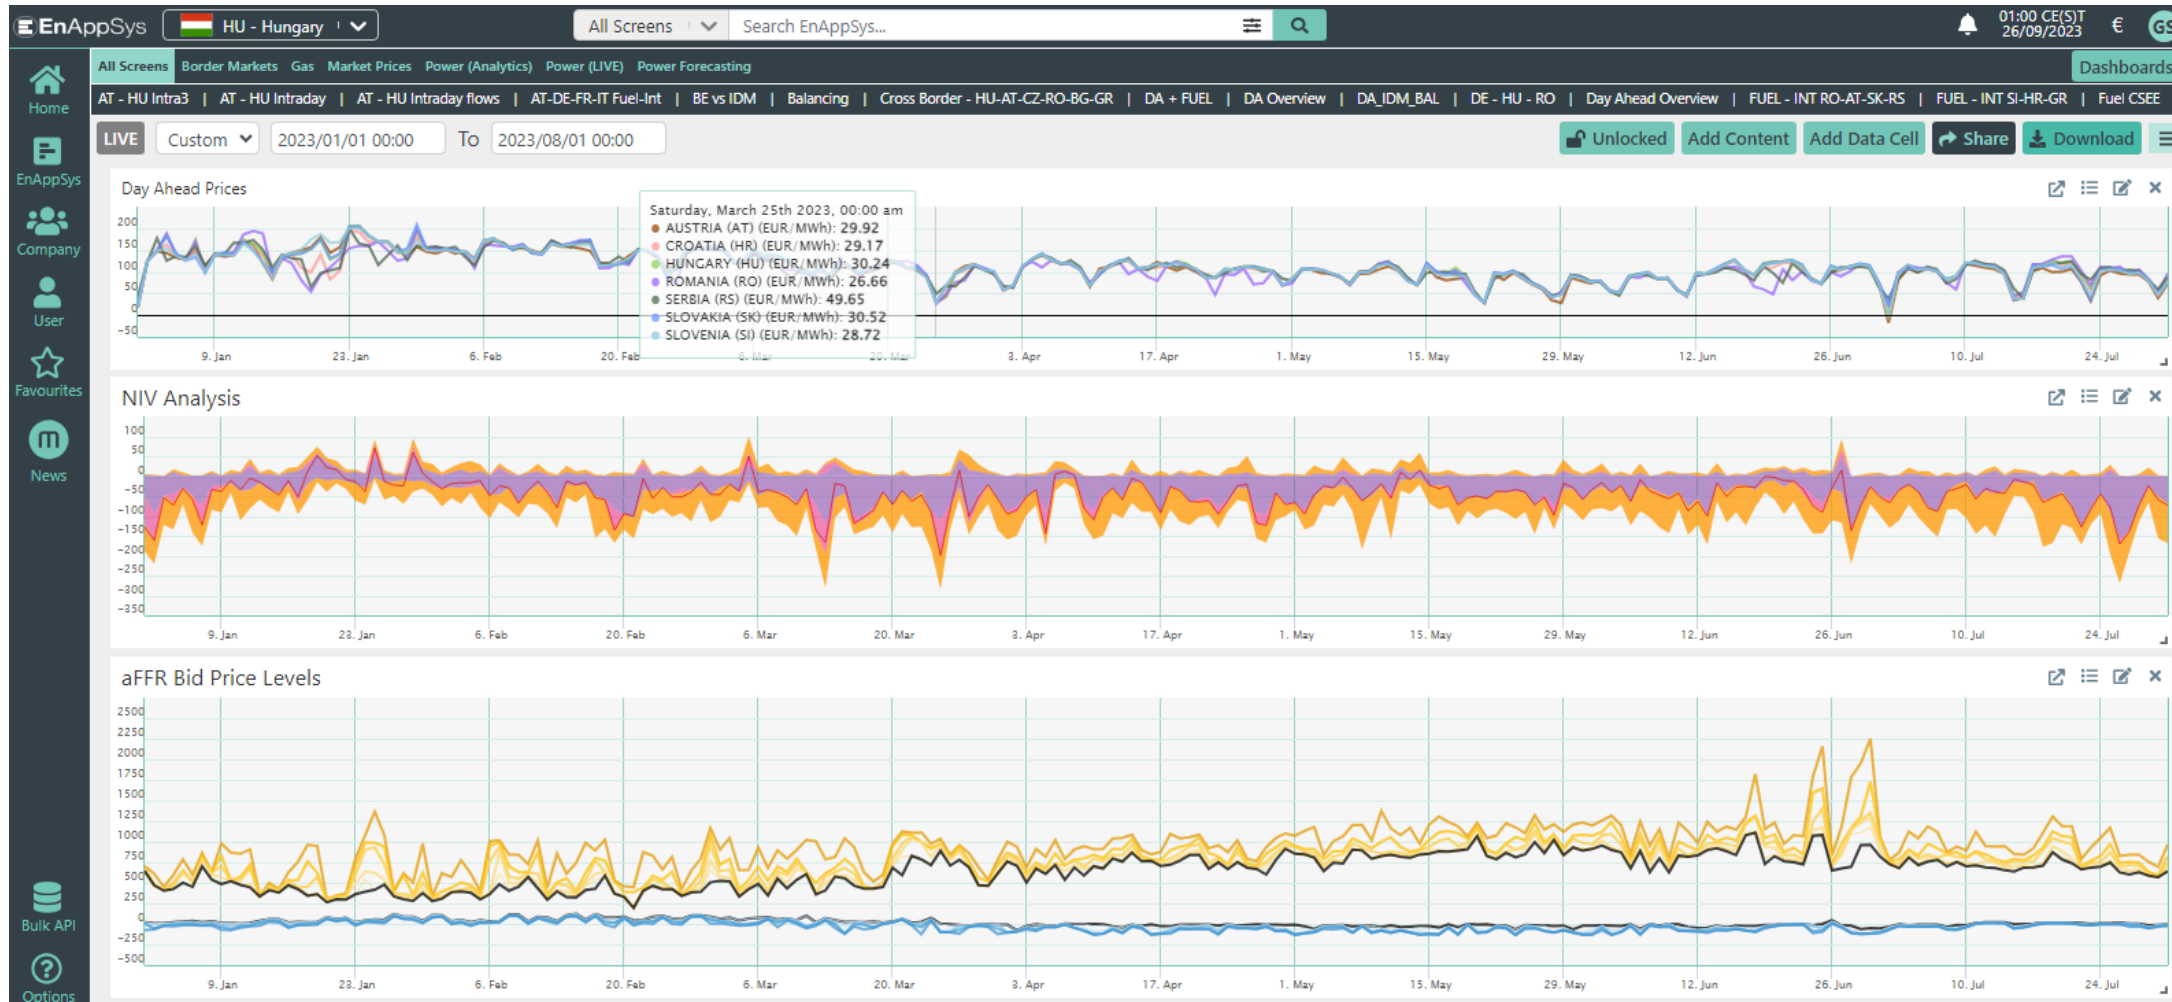 EnAppSys HU - Hungary All Screens Search EnAppSys... 01:00 CE(S)T
26/09/2023 € GS
All Screens Border Markets Gas Market Prices Power (Analytics) Power (LIVE) Power Forecasting Dashboards
AT - HU Intra3 | AT - HU Intraday | AT - HU Intraday flows | AT-DE-FR-IT Fuel-Int | BE vs IDM | Balancing | Cross Border - HU-AT-CZ-RO-BG-GR | DA + FUEL | DA Overview | DA_IDM_BAL | DE - HU - RO | Day Ahead Overview | FUEL - INT RO-AT-SK-RS | FUEL - INT SI-HR-GR | Fuel CSEE
LIVE Custom 2023/01/01 00:00 To 2023/08/01 00:00 Unlocked Add Content Add Data Cell Share Download
Home
EnAppSys
Company
User
Favourites
News
Bulk API
Options
Day Ahead Prices
200
150
100
50
0
-50
Saturday, March 25th 2023, 00:00 am
AUSTRIA (AT) (EUR/MWh): 29.92
CROATIA (HR) (EUR/MWh): 29.17
HUNGARY (HU) (EUR/MWh): 30.24
ROMANIA (RO) (EUR/MWh): 26.66
SERBIA (RS) (EUR/MWh): 49.65
SLOVAKIA (SK) (EUR/MWh): 30.52
SLOVENIA (SI) (EUR/MWh): 28.72
9. Jan 23. Jan 6. Feb 20. Feb 6. Mar 20. Mar 3. Apr 17. Apr 1. May 15. May 29. May 12. Jun 26. Jun 10. Jul 24. Jul
NIV Analysis
100
50
0
-50
-100
-150
-200
-250
-300
-350
9. Jan 23. Jan 6. Feb 20. Feb 6. Mar 20. Mar 3. Apr 17. Apr 1. May 15. May 29. May 12. Jun 26. Jun 10. Jul 24. Jul
aFFR Bid Price Levels
2500
2250
2000
1750
1500
1250
1000
750
500
250
0
-250
-500
9. Jan 23. Jan 6. Feb 20. Feb 6. Mar 20. Mar 3. Apr 17. Apr 1. May 15. May 29. May 12. Jun 26. Jun 10. Jul 24. Jul